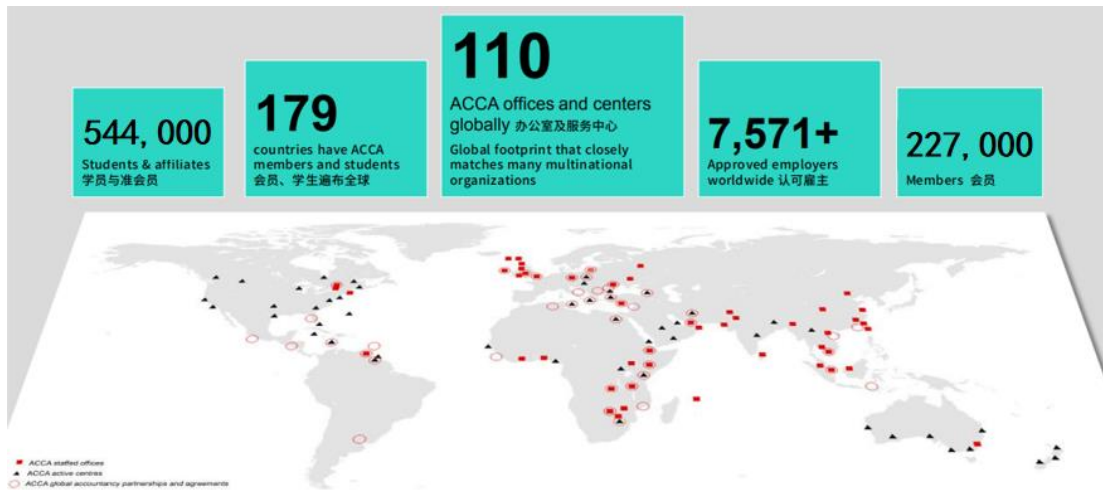 544, 000
Students & affiliates
学员与准会员
179
countries have ACCA
members and students
会员、学生遍布全球
110
ACCA offices and centers
globally 办公室及服务中心
Global footprint that closely
matches many multinational
organizations
7,571+
Approved employers
worldwide 认可雇主
227, 000
Members 会员
ACCA staffed offices
ACCA active centres
ACCA global accountancy partnerships and agreements